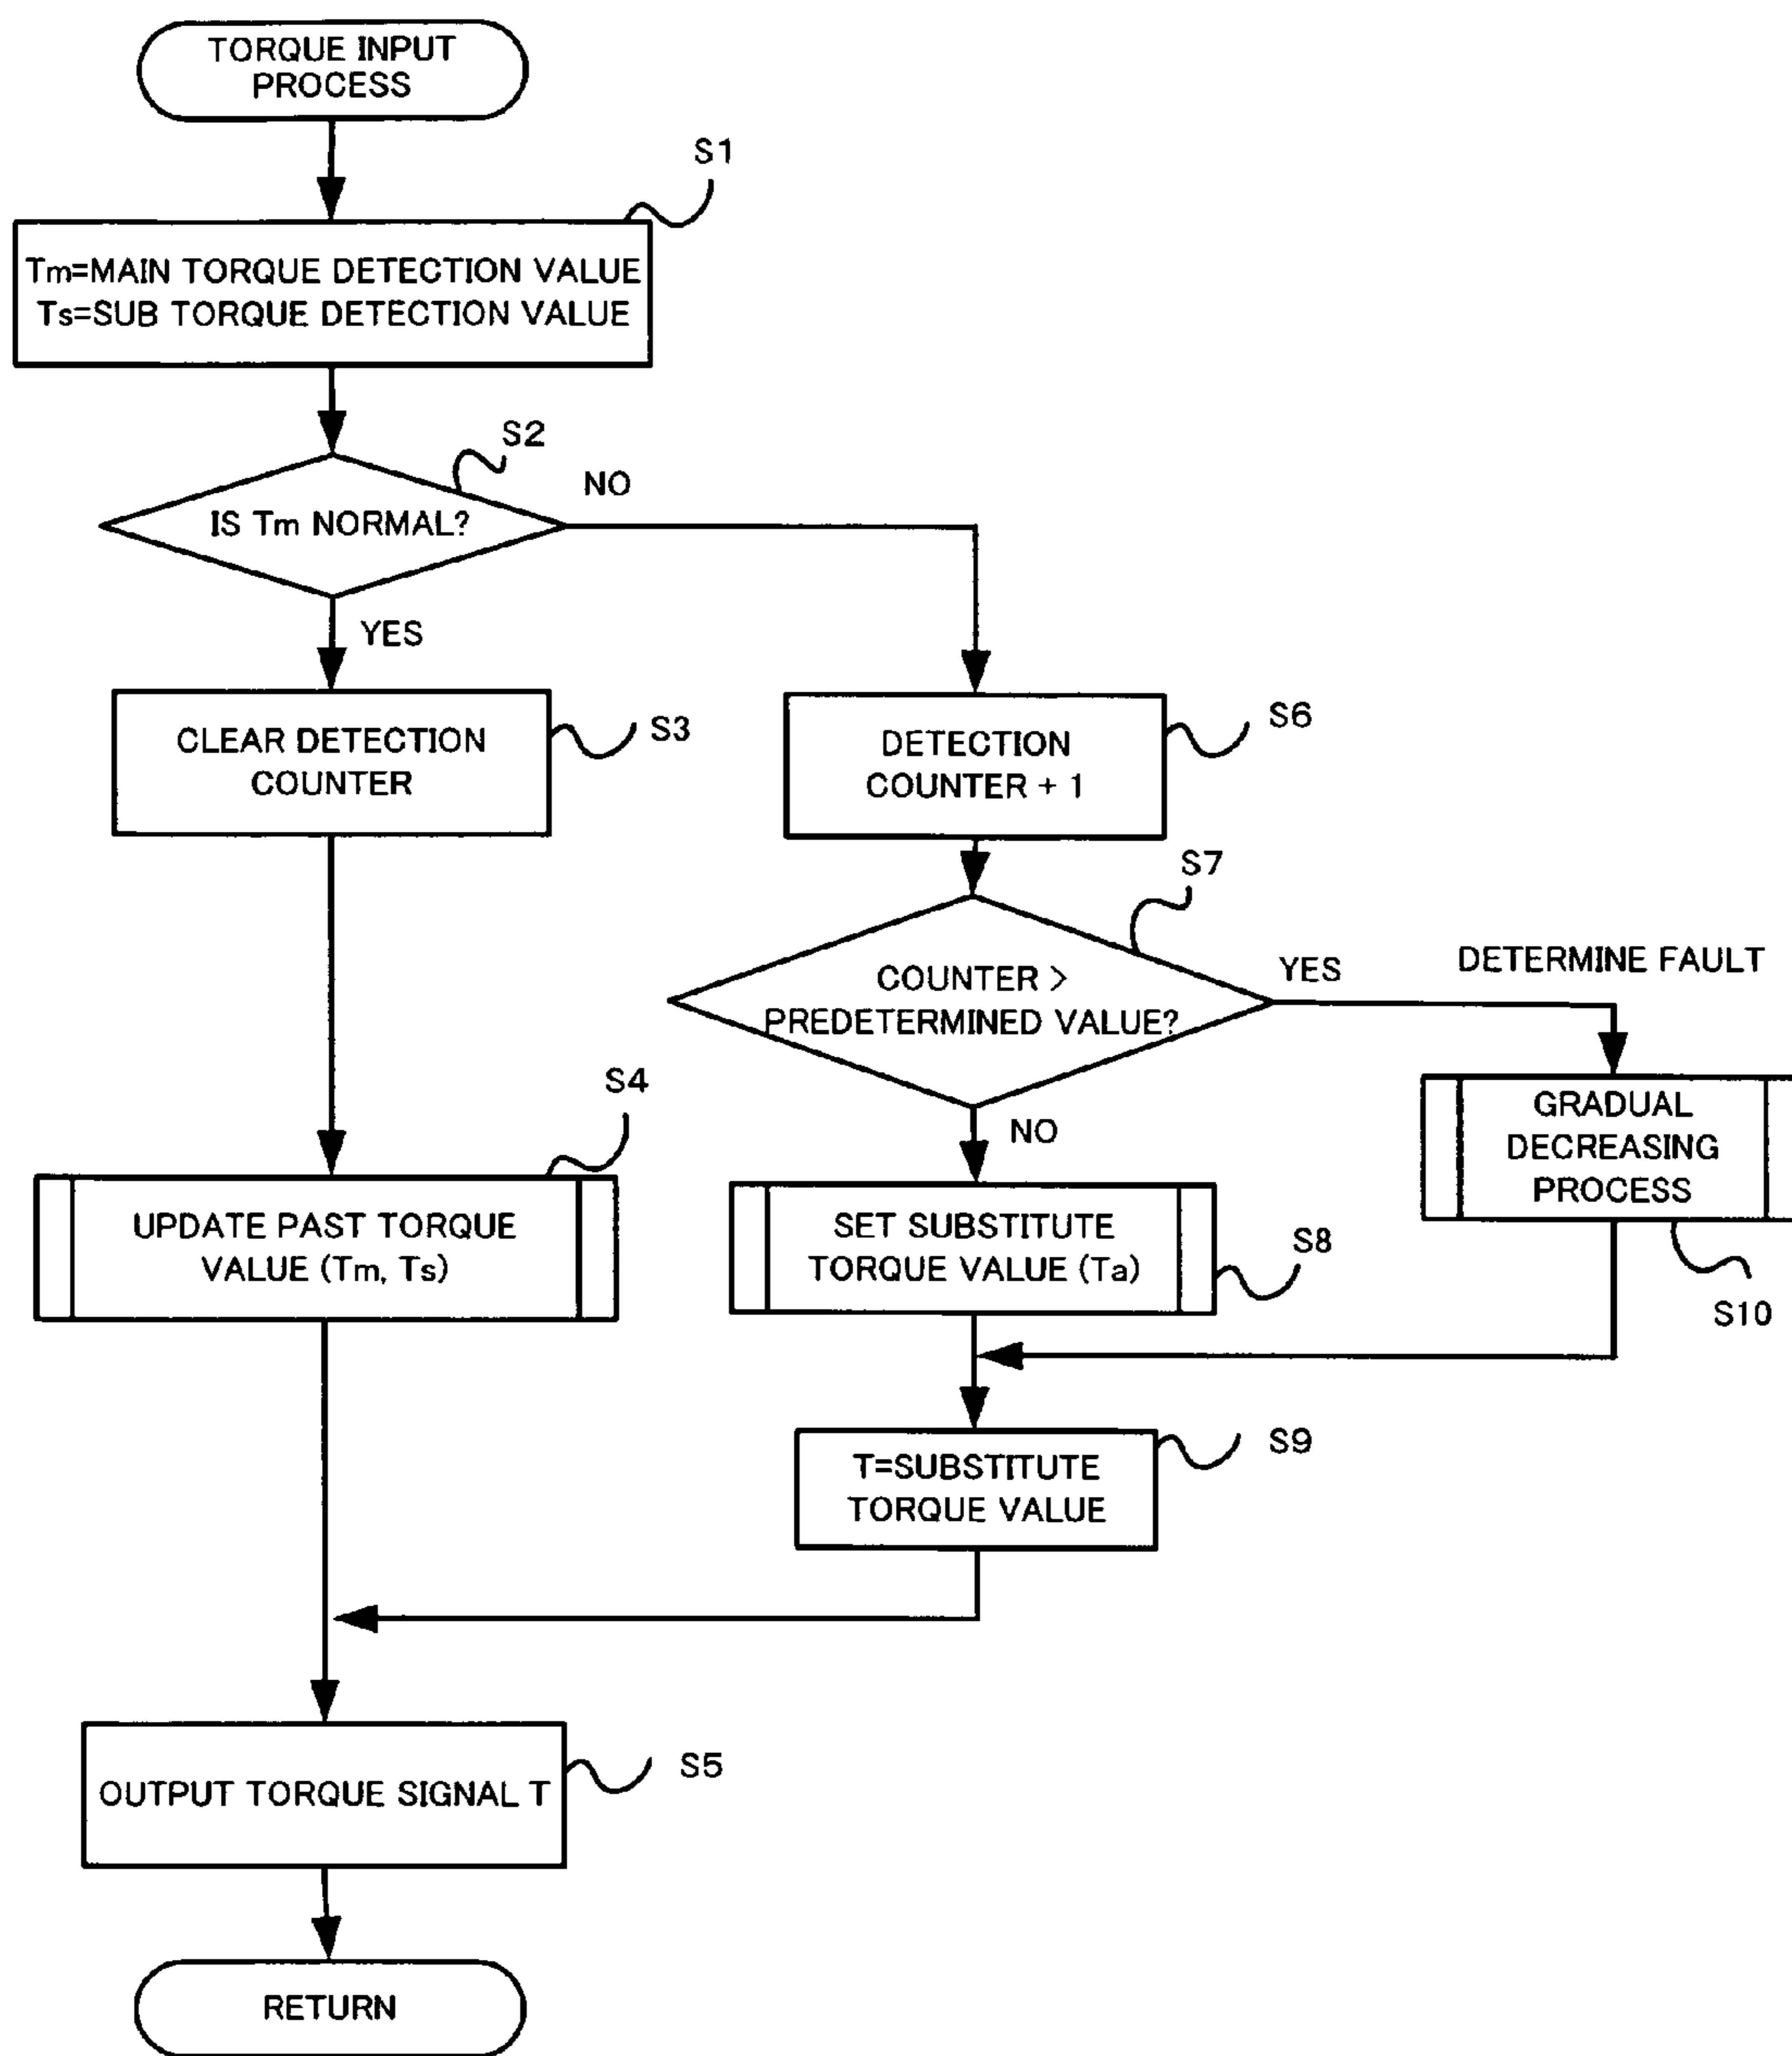 TORQUE INPUT
PROCESS
S1
Tm=MAIN TORQUE DETECTION VALUE
Ts=SUB TORQUE DETECTION VALUE
S2
IS Tm NORMAL?
NO
YES
CLEAR DETECTION
COUNTER
S3
DETECTION
COUNTER + 1
S6
S7
COUNTER >
PREDETERMINED VALUE?
YES
DETERMINE FAULT
NO
S4
UPDATE PAST TORQUE
VALUE (Tm, Ts)
SET SUBSTITUTE
TORQUE VALUE (Ta)
S8
GRADUAL
DECREASING
PROCESS
S10
T=SUBSTITUTE
TORQUE VALUE
S9
OUTPUT TORQUE SIGNAL T
S5
RETURN